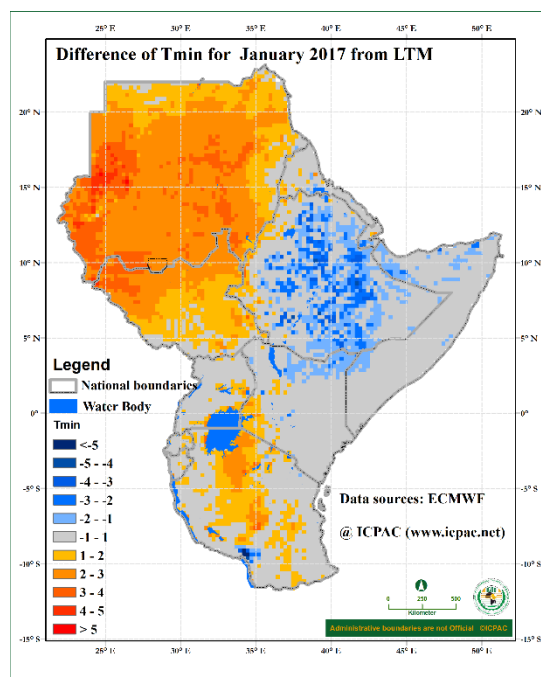 Difference of Tmin for January 2017 from LTM
25° E 30° E 35° E 40° E 45° E 50° E
20° N
15° N
10° N
5° N
0°
-5° S
-10° S
-15° S
20° N
15° N
10° N
5° N
0°
-5° S
-10° S
-15° S
Legend
National boundaries
Water Body
Tmin
<-5
-5 - -4
-4 - -3
-3 - -2
-2 - -1
-1 - 1
1 - 2
2 - 3
3 - 4
4 - 5
> 5
Data sources: ECMWF
@ ICPAC (www.icpac.net)
0 250 500
Kilometer
Administrative boundaries are not Official ©ICPAC
25° E 30° E 35° E 40° E 45° E 50° E